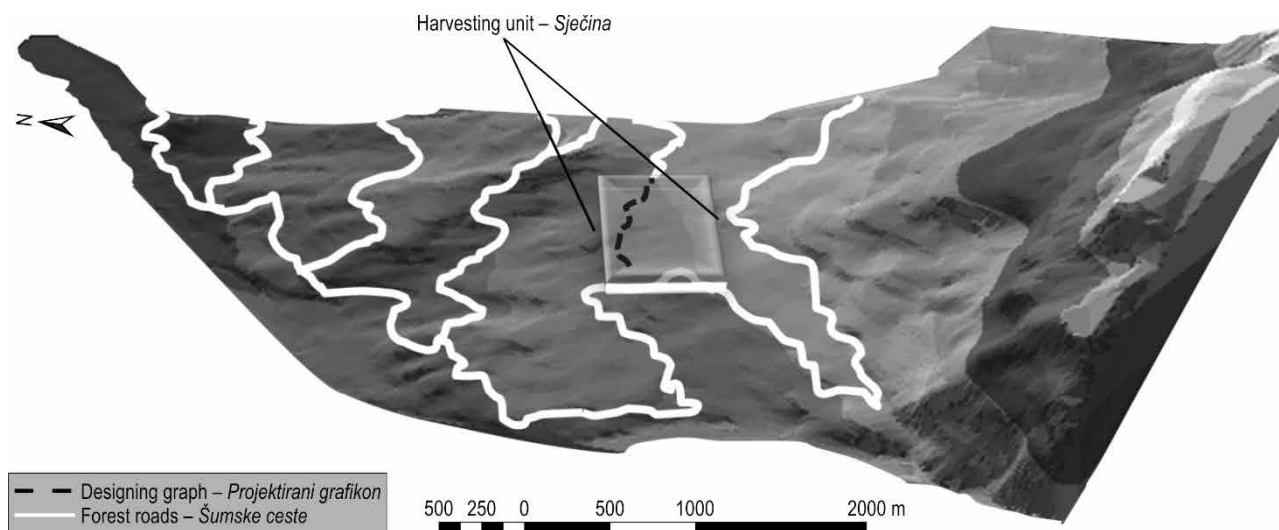 Harvesting unit – Sječina
N
Designing graph – Projektirani grafikon
Forest roads – Šumske ceste
500 250 0 500 1000 2000 m